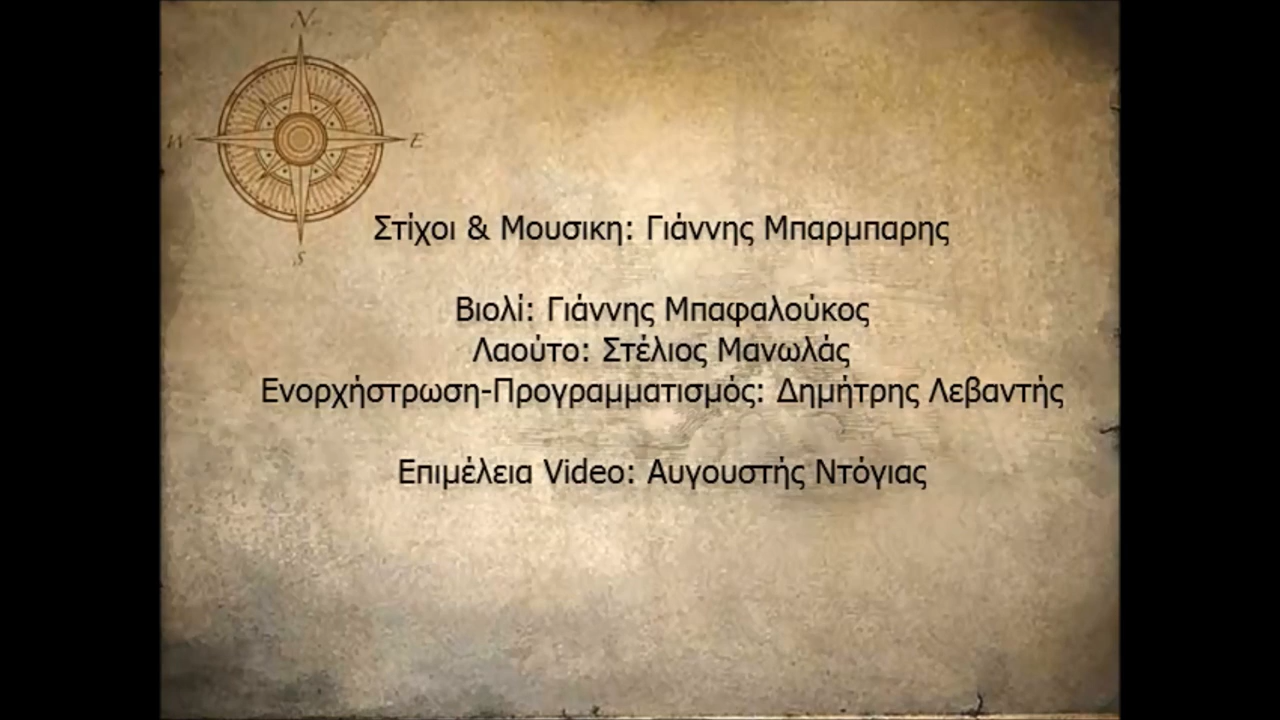 N
W E
Στίχοι & Μουσικη: Γιάννης Μπαρμπαρης
S
Βιολί: Γιάννης Μπαφαλούκος
Λαούτο: Στέλιος Μανωλάς
Ενορχήστρωση-Προγραμματισμός: Δημήτρης Λεβαντής
Επιμέλεια Video: Αυγουστής Ντόγιας